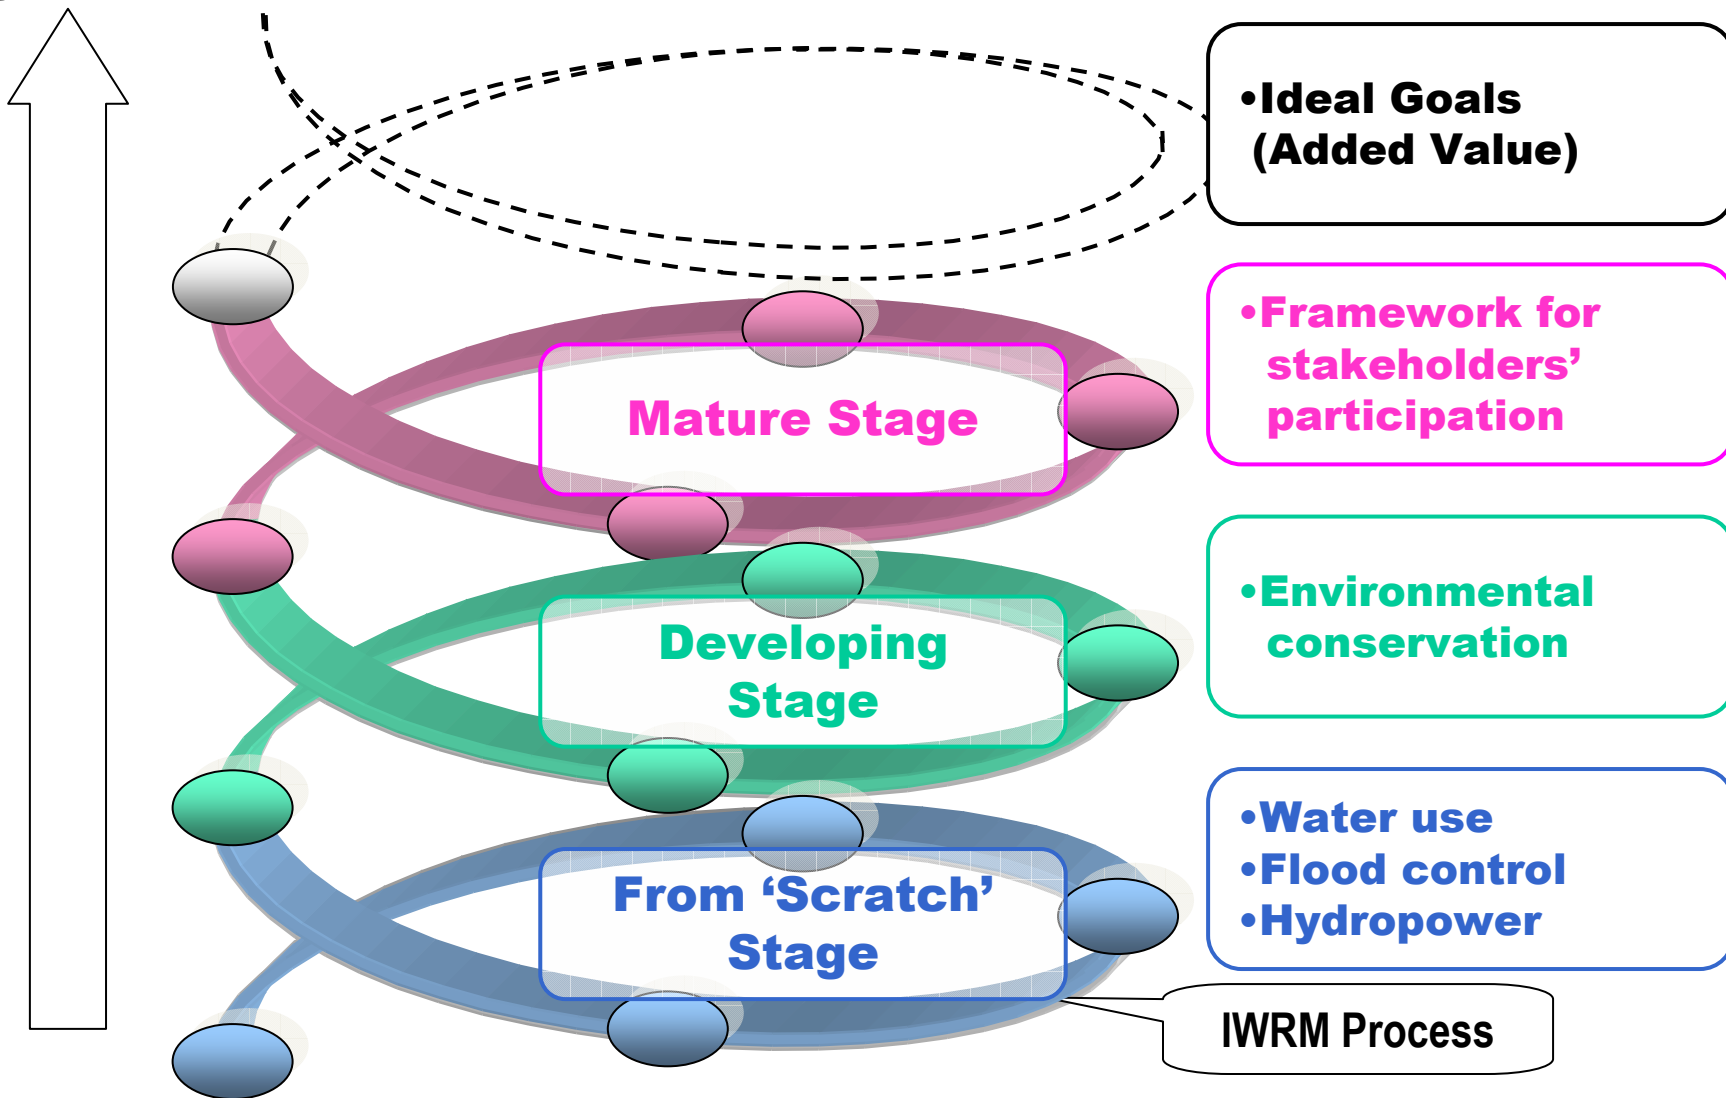 •Ideal Goals
(Added Value)
•Framework for
stakeholders’
participation
Mature Stage
•Environmental
conservation
Developing
Stage
•Water use
•Flood control
•Hydropower
From ‘Scratch’
Stage
IWRM Process